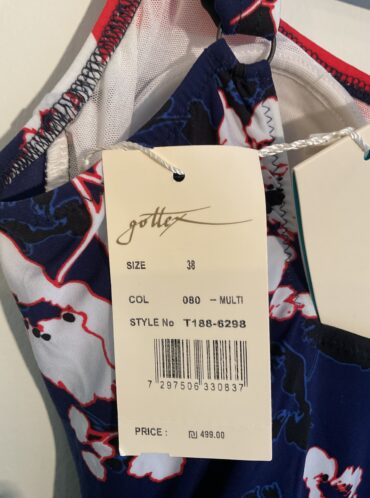 gottex
SIZE 38
COL 080 -- MULTI
STYLE No T188-6298
7 297506 330837
PRICE : ₪ 499.00